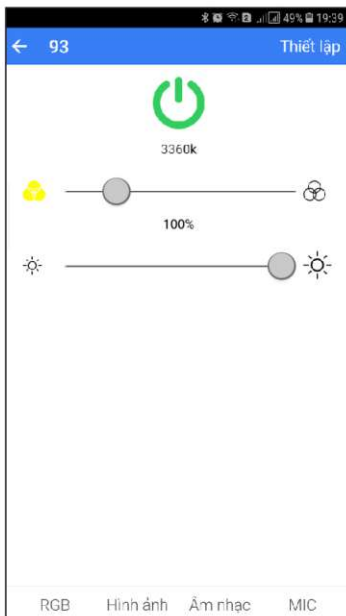 49% 19:39
93 Thiết lập
3360k
100%
RGB Hình ảnh Âm nhạc MIC